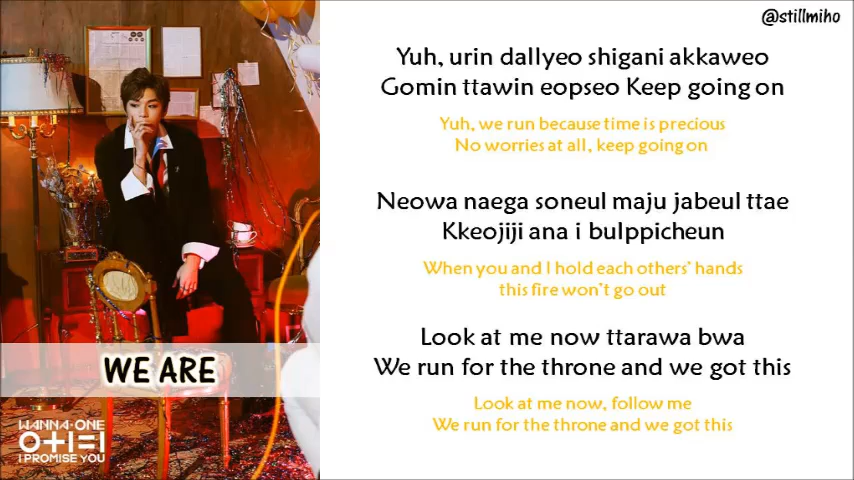 @stillmiho
Yuh, urin dallyeo shigani akkaweo
Gomin ttawin eopseo Keep going on
Yuh, we run because time is precious
No worries at all, keep going on
Neowa naega soneul maju jabeul ttae
Kkeojiji ana i bulppicheun
When you and I hold each others' hands
this fire won't go out
Look at me now ttarawa bwa
We run for the throne and we got this
Look at me now, follow me
We run for the throne and we got this
WE ARE
WANNA·ONE
I PROMISE YOU